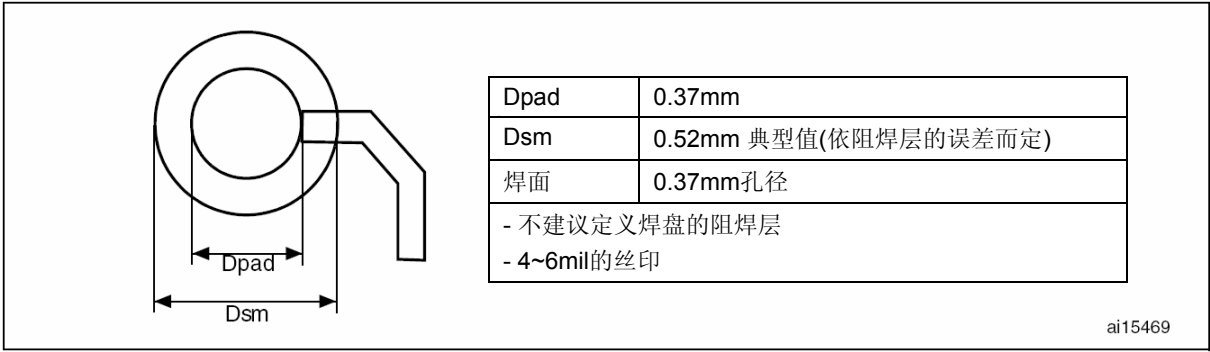 Dpad
Dsm
Dpad 0.37mm
Dsm 0.52mm 典型值(依阻焊层的误差而定)
焊面 0.37mm孔径
- 不建议定义焊盘的阻焊层
- 4~6mil的丝印
ai15469